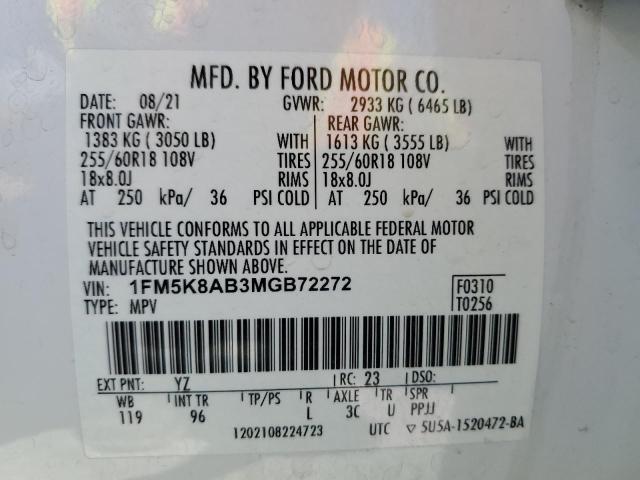 MFD. BY FORD MOTOR CO.
DATE: 08/21 GVWR: 2933 KG ( 6465 LB)
FRONT GAWR: REAR GAWR:
1383 KG ( 3050 LB) WITH 1613 KG ( 3555 LB) WITH
255/60R18 108V TIRES 255/60R18 108V TIRES
18x8.0J RIMS 18x8.0J RIMS
AT 250 kPa/ 36 PSI COLD AT 250 kPa/ 36 PSI COLD
THIS VEHICLE CONFORMS TO ALL APPLICABLE FEDERAL MOTOR
VEHICLE SAFETY STANDARDS IN EFFECT ON THE DATE OF
MANUFACTURE SHOWN ABOVE.
VIN: 1FM5K8AB3MGB72272 F0310
TYPE: MPV T0256
EXT PNT: YZ RC: 23 DSO:
WB INT TR TP/PS R AXLE TR SPR
119 96 L 3C U PPJJ
1202108224723 UTC ▽ 5U5A-1520472-BA